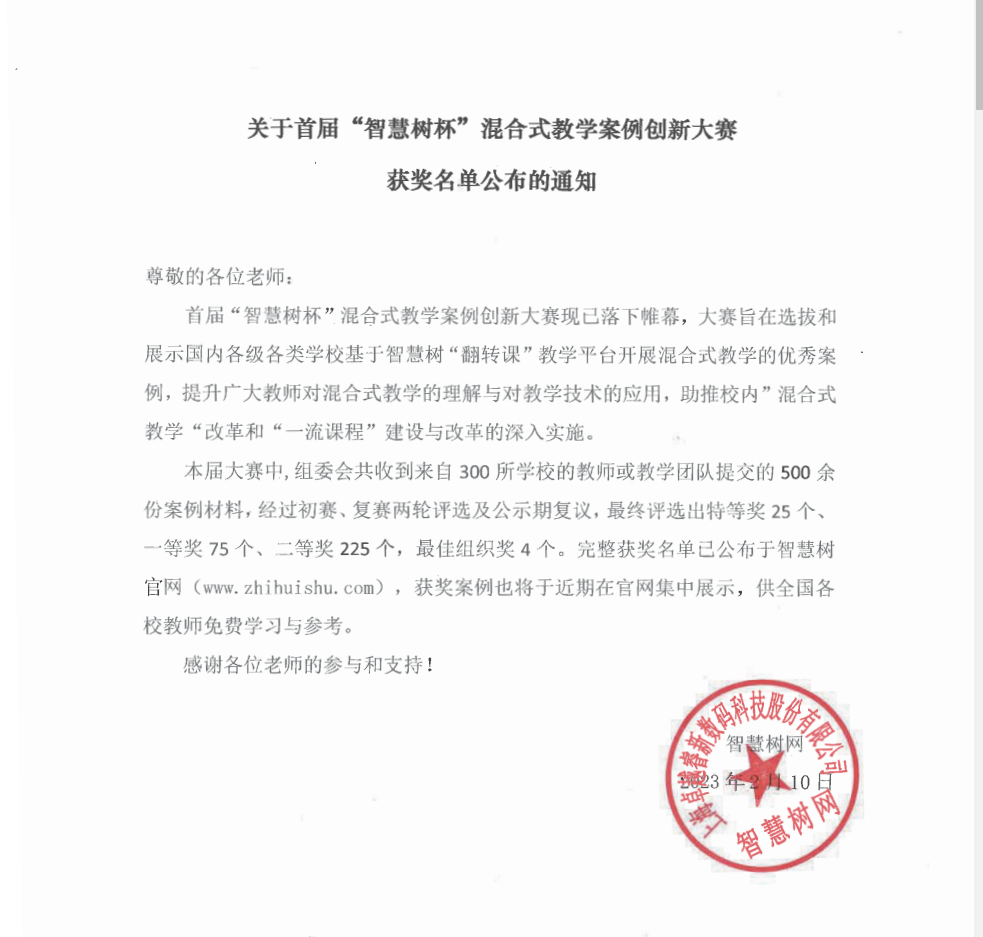 关于首届“智慧树杯”混合式教学案例创新大赛
获奖名单公布的通知
尊敬的各位老师:
首届“智慧树杯”混合式教学案例创新大赛现已落下帷幕，大赛旨在选拔和
展示国内各级各类学校基于智慧树“翻转课”教学平台开展混合式教学的优秀案
例，提升广大教师对混合式教学的理解与对教学技术的应用，助推校内”混合式
教学“改革和“一流课程”建设与改革的深入实施。
本届大赛中,组委会共收到来自 300 所学校的教师或教学团队提交的 500 余
份案例材料，经过初赛、复赛两轮评选及公示期复议，最终评选出特等奖 25 个、
一等奖 75 个、二等奖 225 个，最佳组织奖 4 个。完整获奖名单已公布于智慧树
官网（www.zhihuishu.com），获奖案例也将于近期在官网集中展示，供全国各
校教师免费学习与参考。
感谢各位老师的参与和支持！
智慧树网
2023 年 2 月 10 日
上海卓越睿新数码科技股份有限公司
智慧树网